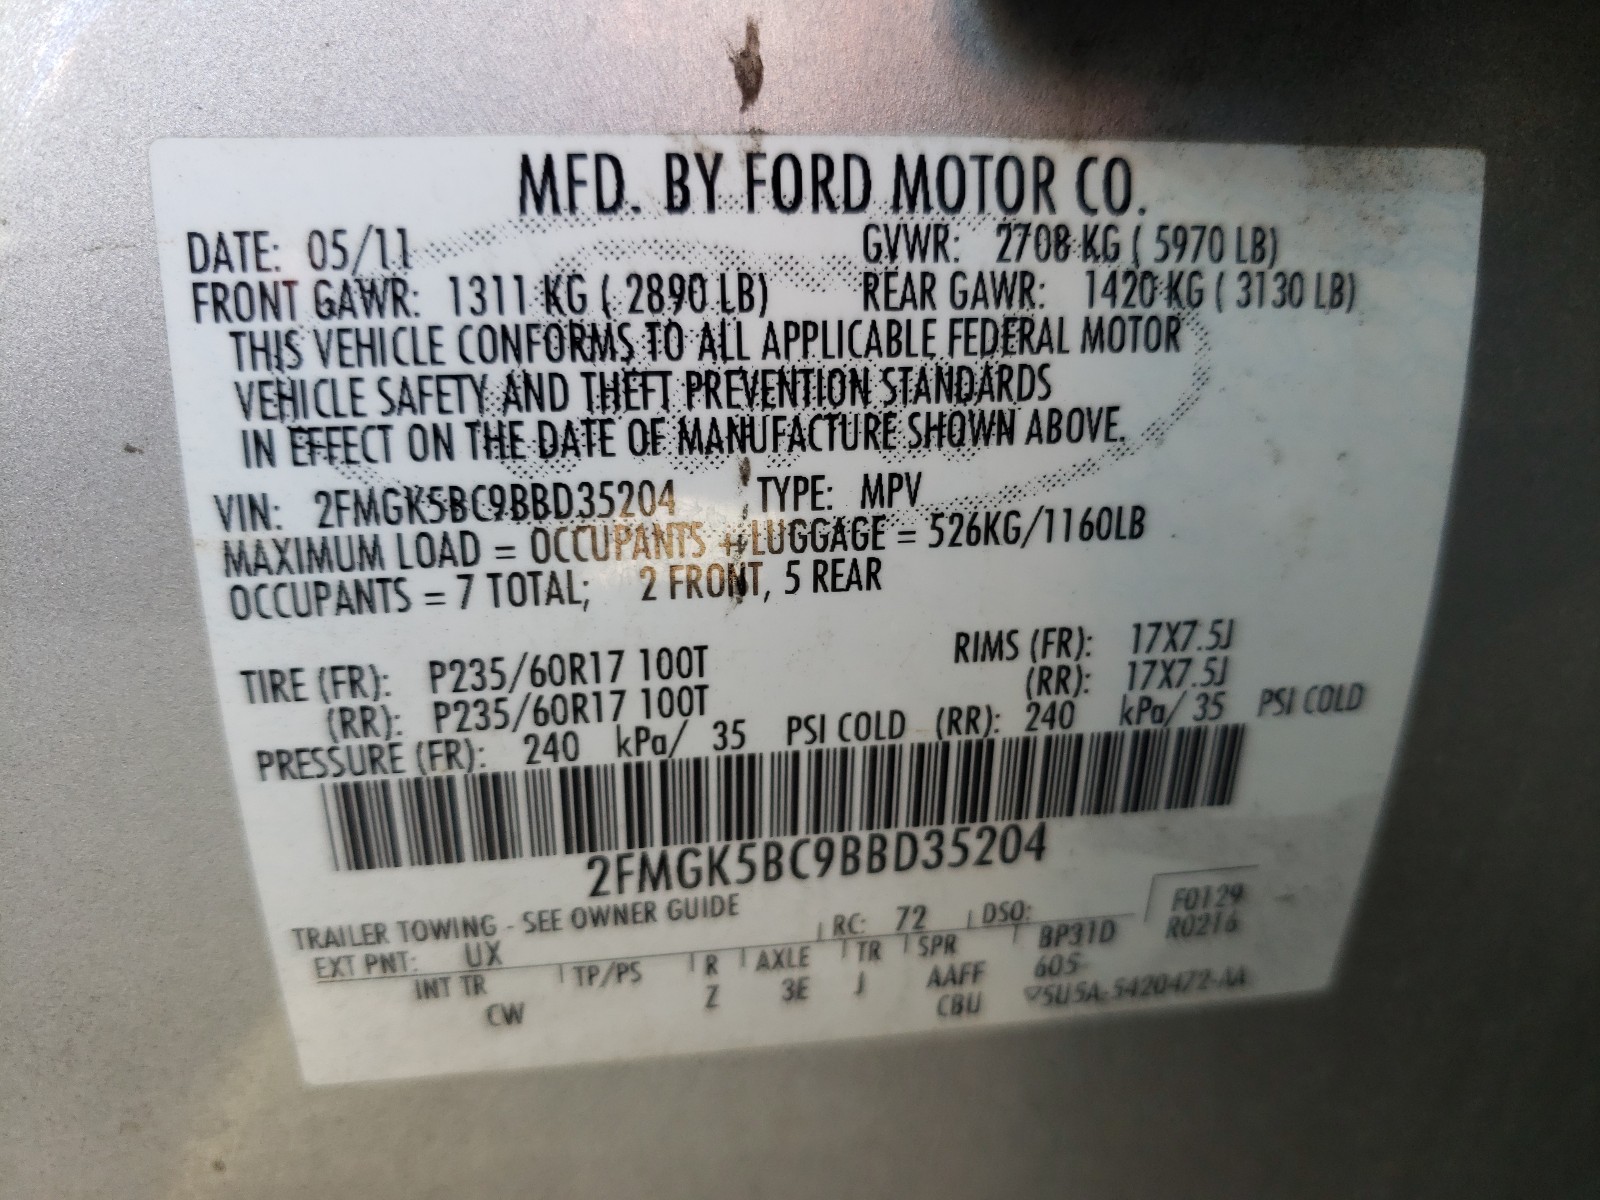 MFD. BY FORD MOTOR CO.
DATE: 05/11 GVWR: 2708 KG ( 5970 LB)
FRONT GAWR: 1311 KG ( 2890 LB) REAR GAWR: 1420 KG ( 3130 LB)
THIS VEHICLE CONFORMS TO ALL APPLICABLE FEDERAL MOTOR
VEHICLE SAFETY AND THEFT PREVENTION STANDARDS
IN EFFECT ON THE DATE OF MANUFACTURE SHOWN ABOVE.
VIN: 2FMGK5BC9BBD35204 TYPE: MPV
MAXIMUM LOAD = OCCUPANTS + LUGGAGE = 526KG/1160LB
OCCUPANTS = 7 TOTAL; 2 FRONT, 5 REAR
TIRE (FR): P235/60R17 100T RIMS (FR): 17X7.5J
(RR): P235/60R17 100T (RR): 17X7.5J
PRESSURE (FR): 240 kPa/ 35 PSI COLD (RR): 240 kPa/ 35 PSI COLD
2FMGK5BC9BBD35204
TRAILER TOWING - SEE OWNER GUIDE
EXT PNT: UX RC: 72 DSO: F0129
INT TR TP/PS R AXLE TR SPR BP31D R0216
CW Z 3E J AAFF 605
CBU